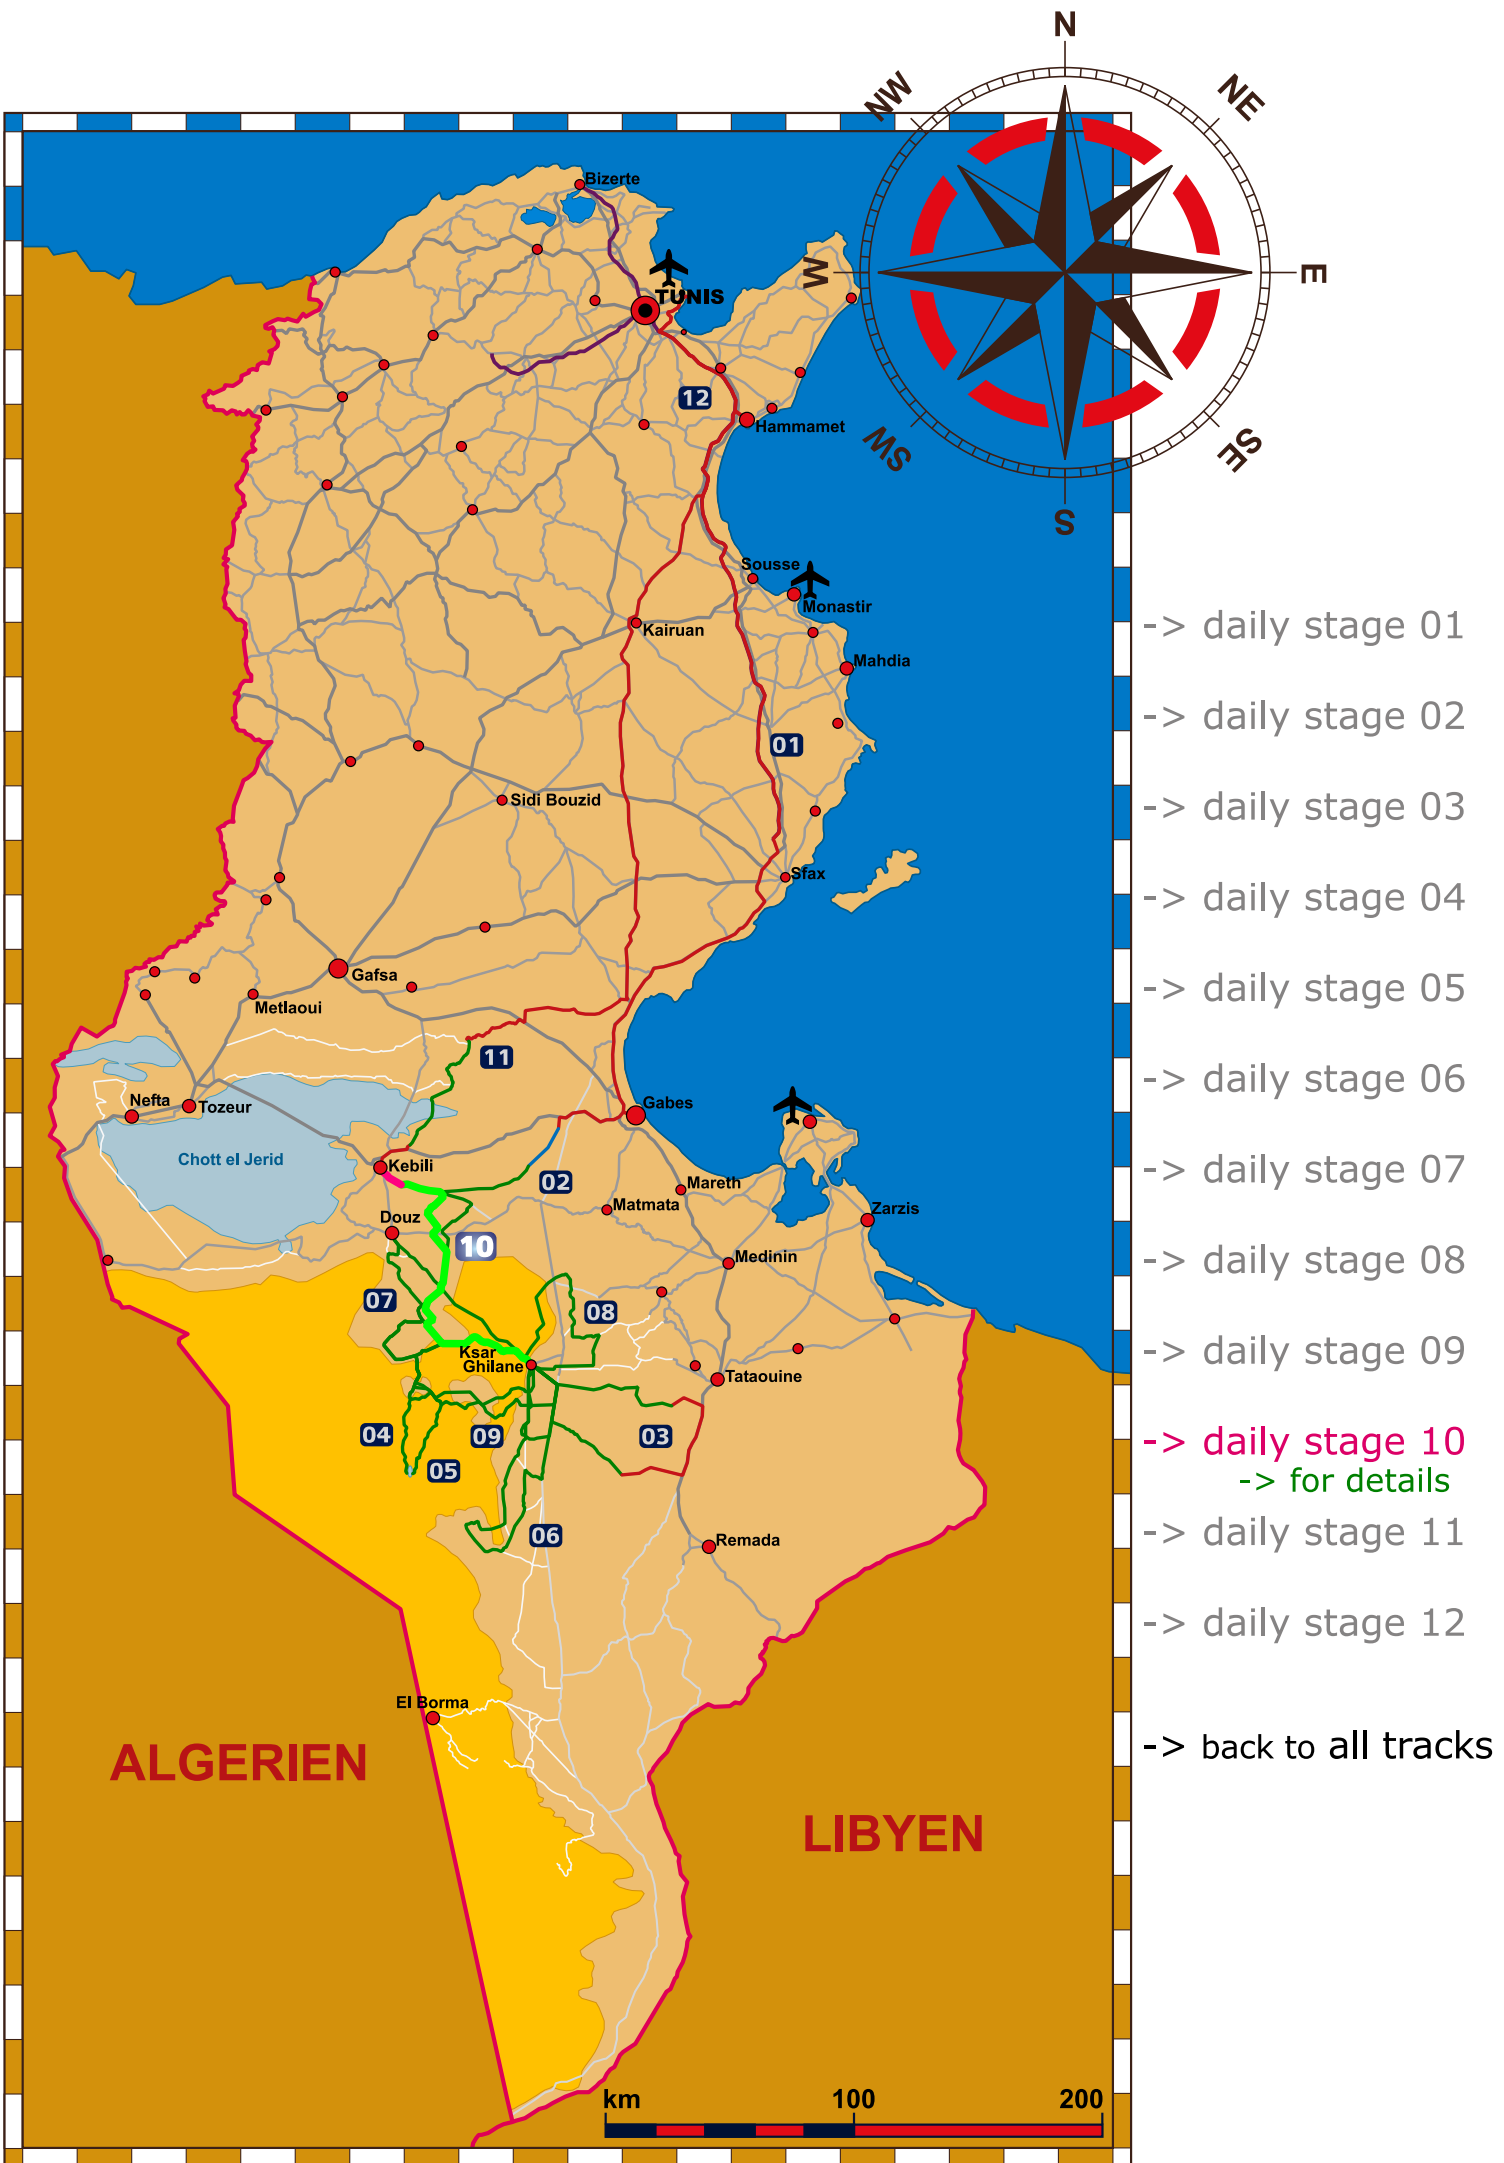 N
NW
NE
W
E
SW
SE
S
Bizerte
TUNIS
12
Hammamet
Sousse
Monastir
Kairuan
Mahdia
01
Sidi Bouzid
Sfax
Gafsa
Metlaoui
11
Nefta
Tozeur
Gabes
Chott el Jerid
Kebili
02
Mareth
Matmata
Douz
Zarzis
10
Medinin
07
08
Ksar
Ghilane
Tataouine
04
09
03
05
06
Remada
El Borma
ALGERIEN
LIBYEN
km 100 200
-> daily stage 01
-> daily stage 02
-> daily stage 03
-> daily stage 04
-> daily stage 05
-> daily stage 06
-> daily stage 07
-> daily stage 08
-> daily stage 09
-> daily stage 10
-> for details
-> daily stage 11
-> daily stage 12
-> back to all tracks